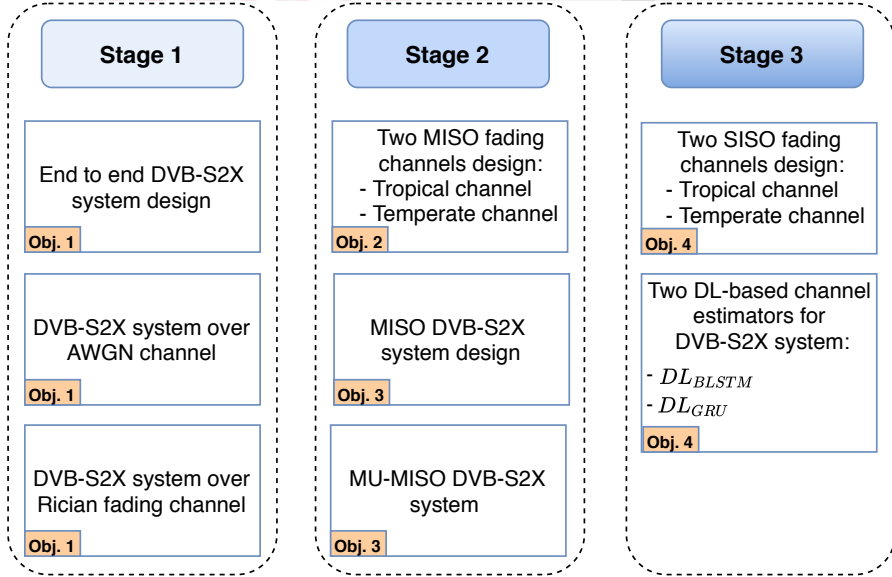 Stage 1
End to end DVB-S2X
system design
Obj. 1
DVB-S2X system over
AWGN channel
Obj. 1
DVB-S2X system over
Rician fading channel
Obj. 1
Stage 2
Two MISO fading
channels design:
- Tropical channel
- Temperate channel
Obj. 2
MISO DVB-S2X
system design
Obj. 3
MU-MISO DVB-S2X
system
Obj. 3
Stage 3
Two SISO fading
channels design:
- Tropical channel
- Temperate channel
Obj. 4
Two DL-based channel
estimators for
DVB-S2X system:
- DL_{BLSTM}
- DL_{GRU}
Obj. 4